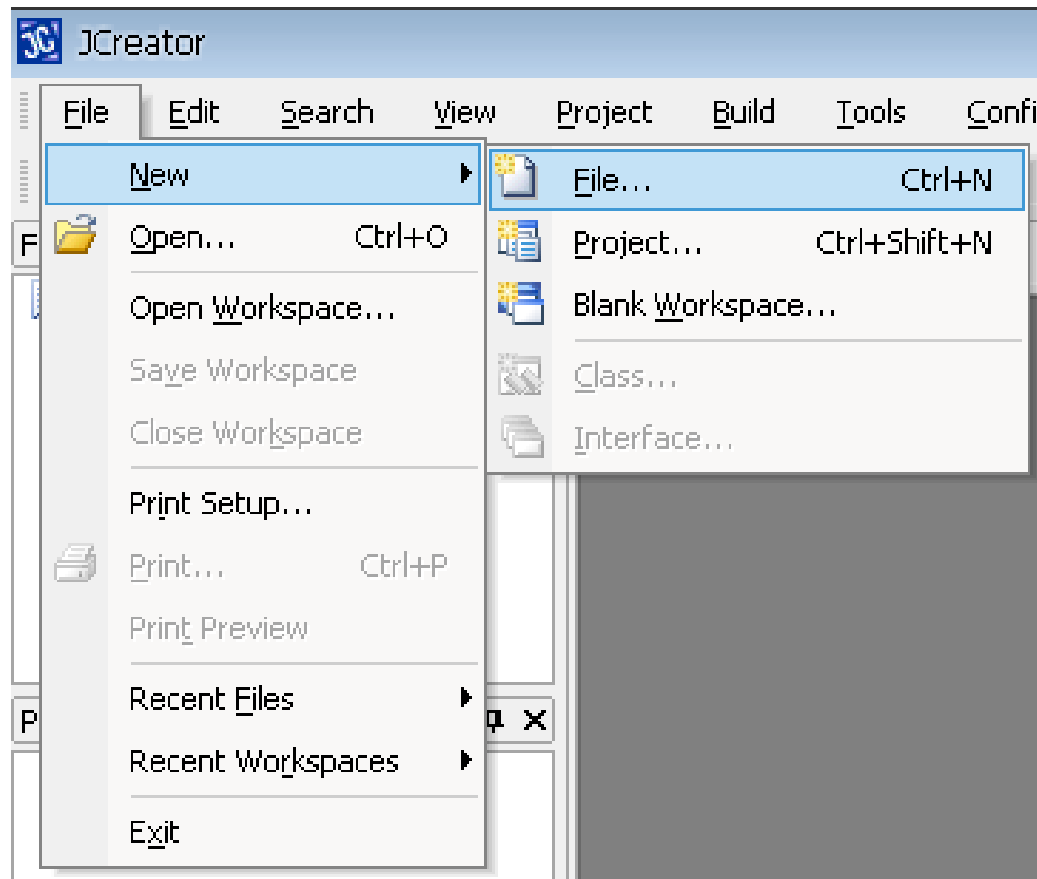 JCreator
File Edit Search View Project Build Tools Confi
New
Open... Ctrl+O
Open Workspace...
Save Workspace
Close Workspace
Print Setup...
Print... Ctrl+P
Print Preview
Recent Files
Recent Workspaces
Exit
File... Ctrl+N
Project... Ctrl+Shift+N
Blank Workspace...
Class...
Interface...
F
P